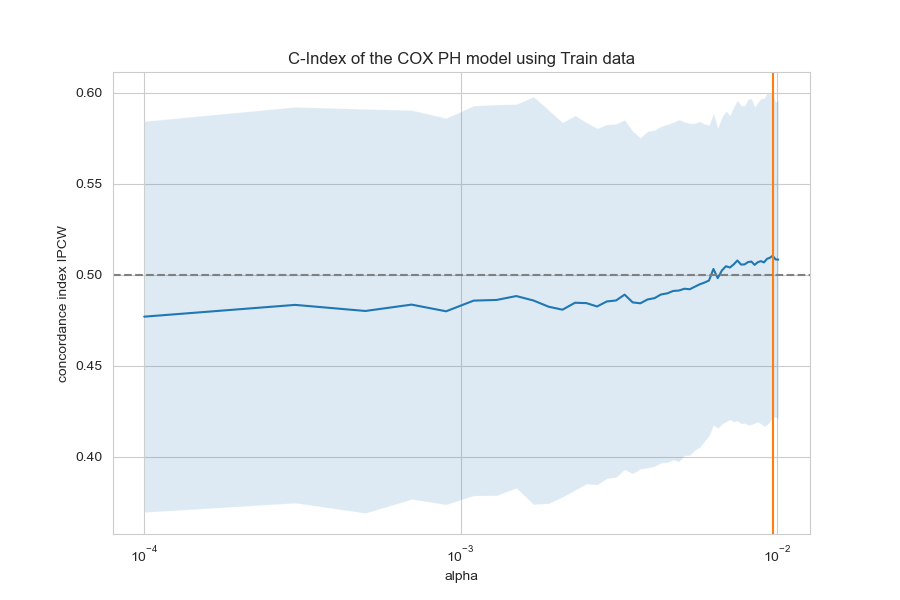 C-Index of the COX PH model using Train data
concordance index IPCW
0.60
0.55
0.50
0.45
0.40
10⁻⁴
10⁻³
10⁻²
alpha